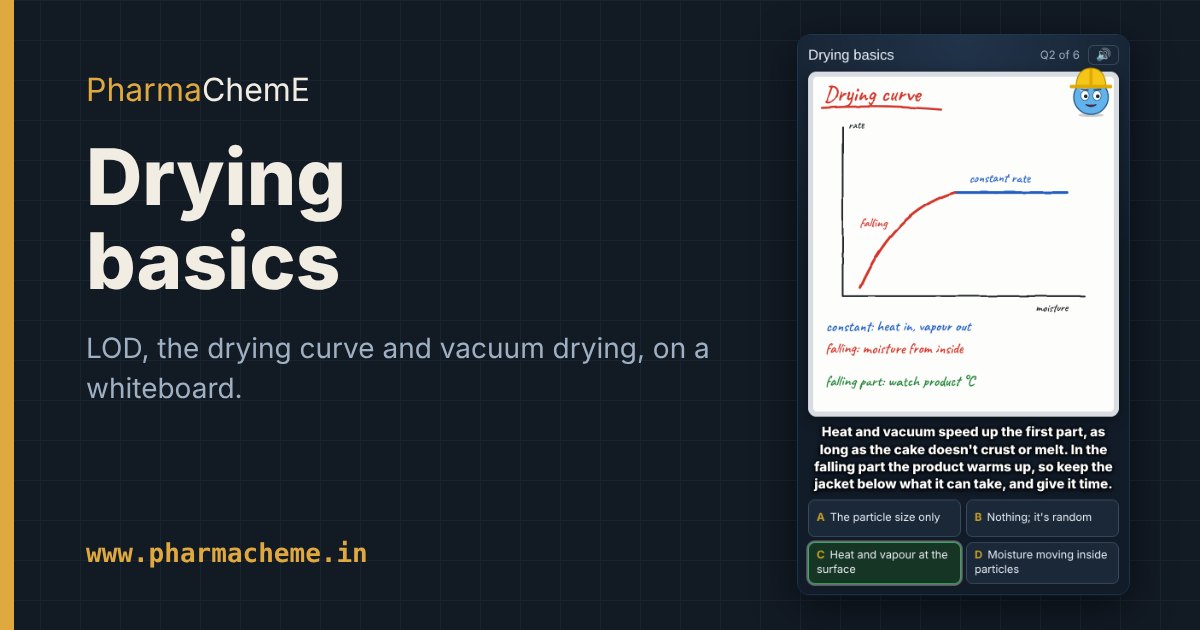 PharmaChemE
Drying
basics
LOD, the drying curve and vacuum drying, on a
whiteboard.
www.pharmacheme.in
Drying basics
Q2 of 6
Drying curve
rate
constant rate
falling
moisture
constant: heat in, vapour out
falling: moisture from inside
falling part: watch product °C
Heat and vacuum speed up the first part, as
long as the cake doesn't crust or melt. In the
falling part the product warms up, so keep the
jacket below what it can take, and give it time.
A The particle size only
B Nothing; it's random
C Heat and vapour at the
surface
D Moisture moving inside
particles